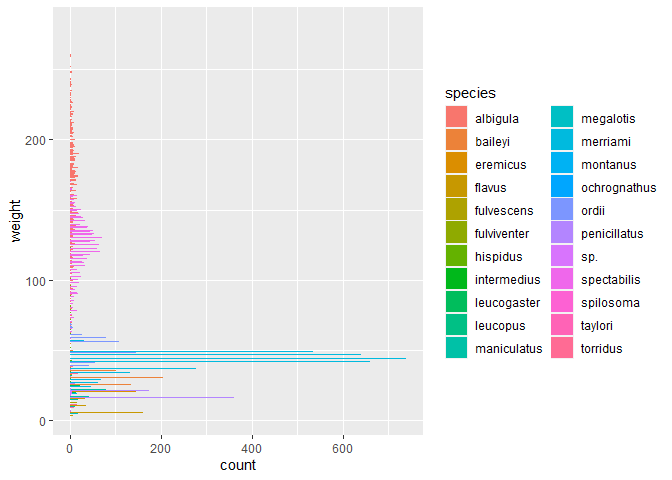 species
albigula
baileyi
eremicus
flavus
fulvescens
fulviventer
hispidus
intermedius
leucogaster
leucopus
maniculatus
megalotis
merriami
montanus
ochrognathus
ordii
penicillatus
sp.
spectabilis
spilosoma
taylori
torridus
weight
200
100
0
0
200
400
600
count